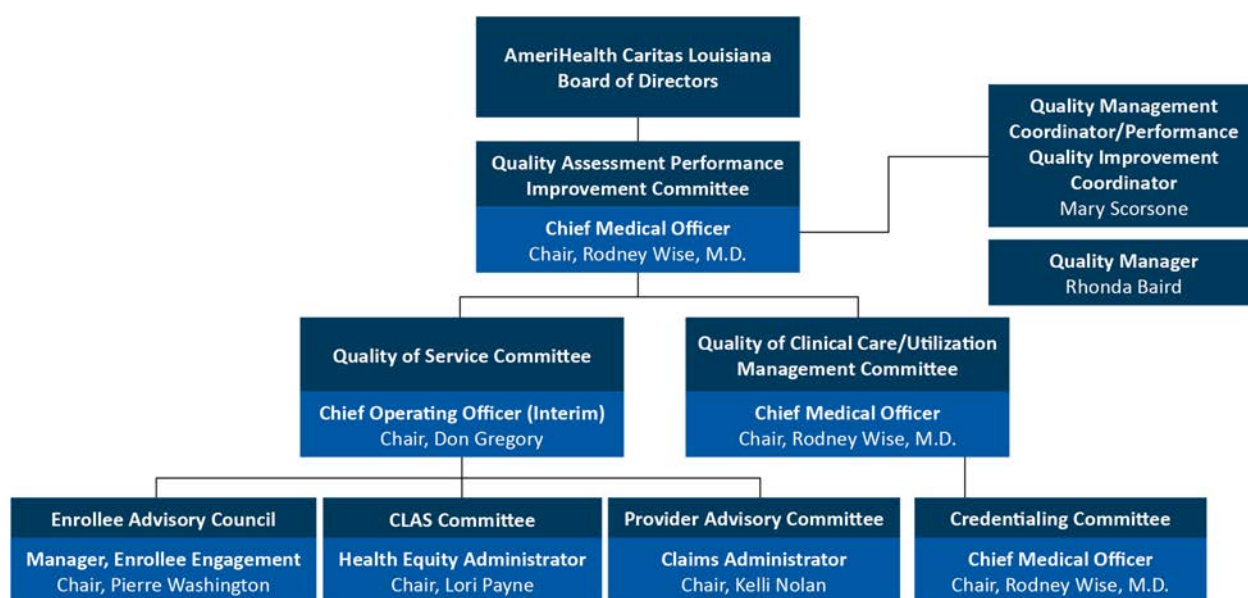 AmeriHealth Caritas Louisiana
Board of Directors
Quality Management
Coordinator/Performance
Quality Improvement
Coordinator
Mary Scorsone
Quality Assessment Performance
Improvement Committee
Chief Medical Officer
Chair, Rodney Wise, M.D.
Quality Manager
Rhonda Baird
Quality of Service Committee
Chief Operating Officer (Interim)
Chair, Don Gregory
Quality of Clinical Care/Utilization
Management Committee
Chief Medical Officer
Chair, Rodney Wise, M.D.
Enrollee Advisory Council
Manager, Enrollee Engagement
Chair, Pierre Washington
CLAS Committee
Health Equity Administrator
Chair, Lori Payne
Provider Advisory Committee
Claims Administrator
Chair, Kelli Nolan
Credentialing Committee
Chief Medical Officer
Chair, Rodney Wise, M.D.